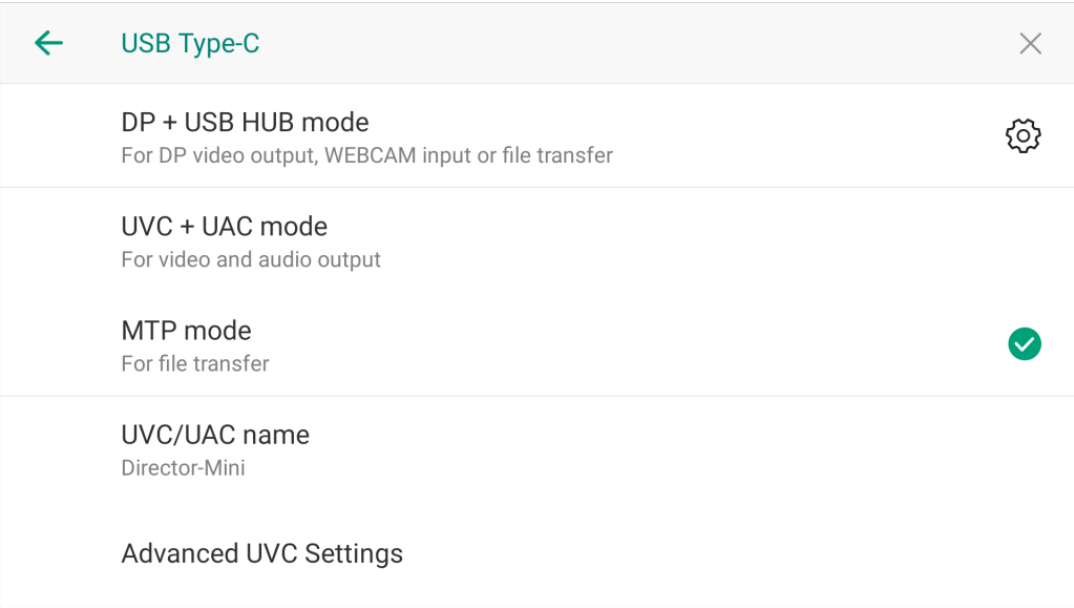 USB Type-C
DP + USB HUB mode
For DP video output, WEBCAM input or file transfer
UVC + UAC mode
For video and audio output
MTP mode
For file transfer
UVC/UAC name
Director-Mini
Advanced UVC Settings